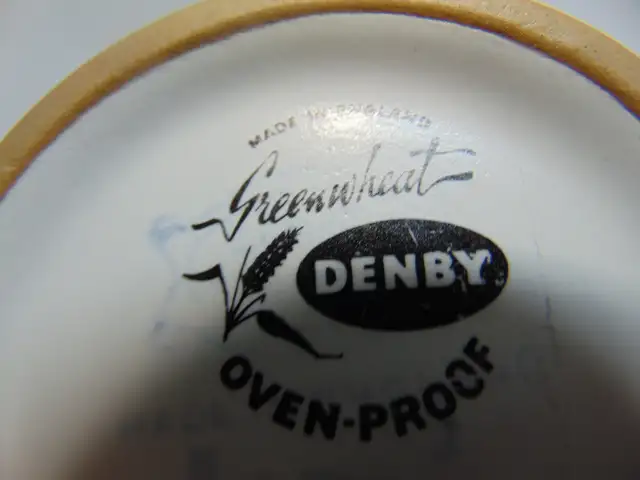 MADE IN ENGLAND
Greenwheat
DENBY
OVEN-PROOF